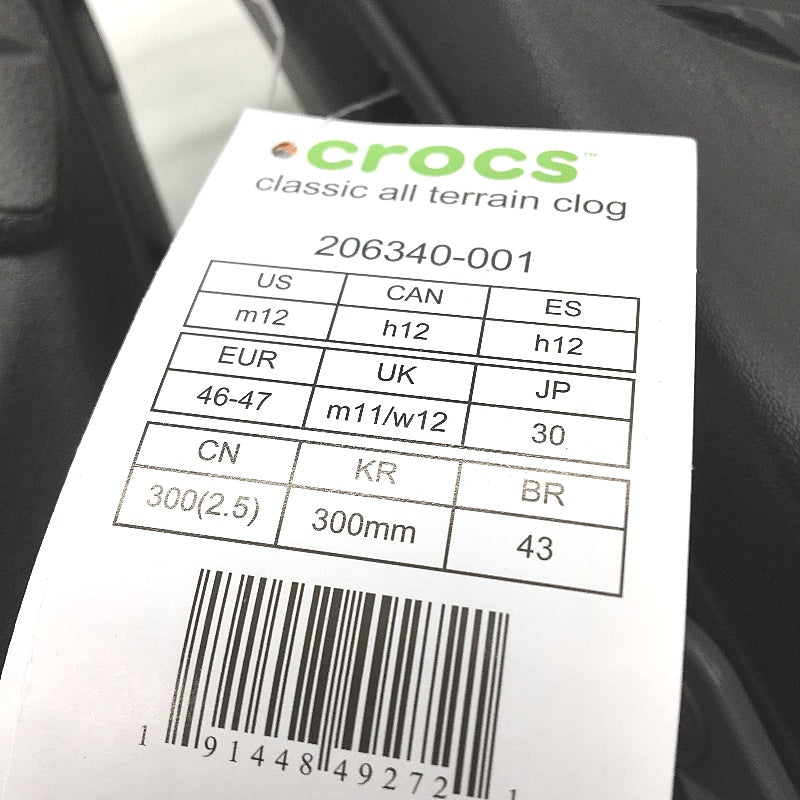 crocs™
classic all terrain clog
206340-001
US CAN ES
m12 h12 h12
EUR UK JP
46-47 m11/w12 30
CN KR BR
300(2.5) 300mm 43
1 91448 49272 1